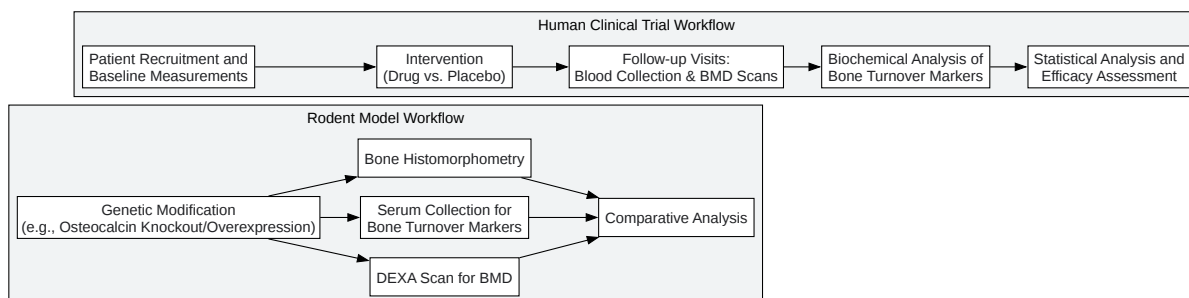 Human Clinical Trial Workflow
Patient Recruitment and
Baseline Measurements
Intervention
(Drug vs. Placebo)
Follow-up Visits:
Blood Collection & BMD Scans
Biochemical Analysis of
Bone Turnover Markers
Statistical Analysis and
Efficacy Assessment
Rodent Model Workflow
Genetic Modification
(e.g., Osteocalcin Knockout/Overexpression)
Bone Histomorphometry
Serum Collection for
Bone Turnover Markers
DEXA Scan for BMD
Comparative Analysis